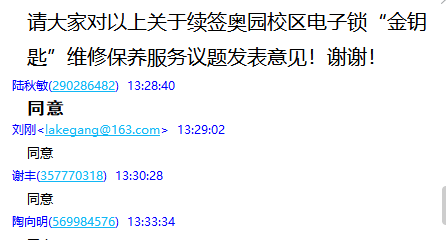 请大家对以上关于续签奥园校区电子锁“金钥
匙”维修保养服务议题发表意见！谢谢！
陆秋敏(290286482) 13:28:40
同意
刘刚<lakegang@163.com> 13:29:02
同意
谢丰(357770318) 13:30:28
同意
陶向明(569984576) 13:33:34